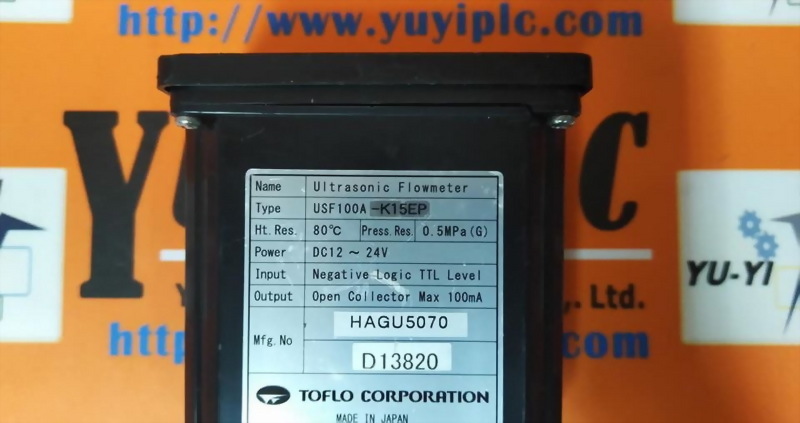 http://www.yuyiplc.com
Name Ultrasonic Flowmeter
Type USF100A -K15EP
Ht. Res. 80℃ Press. Res. 0.5MPa(G)
Power DC12 ~ 24V
Input Negative Logic TTL Level
Output Open Collector Max 100mA
Mfg. No HAGU5070
D13820
TOFLO CORPORATION
MADE IN JAPAN
YU-YI
., Ltd.
http
om